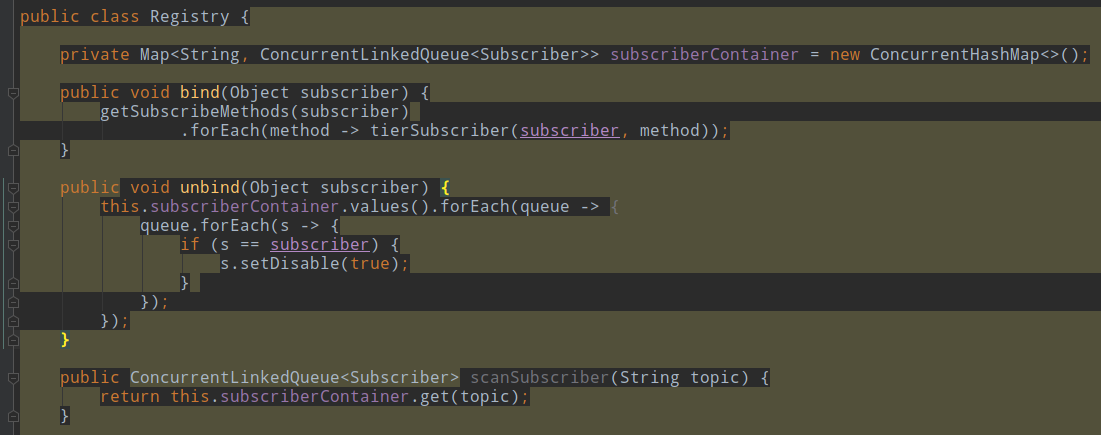 public class Registry {
private Map<String, ConcurrentLinkedQueue<Subscriber>> subscriberContainer = new ConcurrentHashMap<>();
public void bind(Object subscriber) {
getSubscribeMethods(subscriber)
.forEach(method -> tierSubscriber(subscriber, method));
}
public void unbind(Object subscriber) {
this.subscriberContainer.values().forEach(queue -> {
queue.forEach(s -> {
if (s == subscriber) {
s.setDisable(true);
}
});
});
}
public ConcurrentLinkedQueue<Subscriber> scanSubscriber(String topic) {
return this.subscriberContainer.get(topic);
}